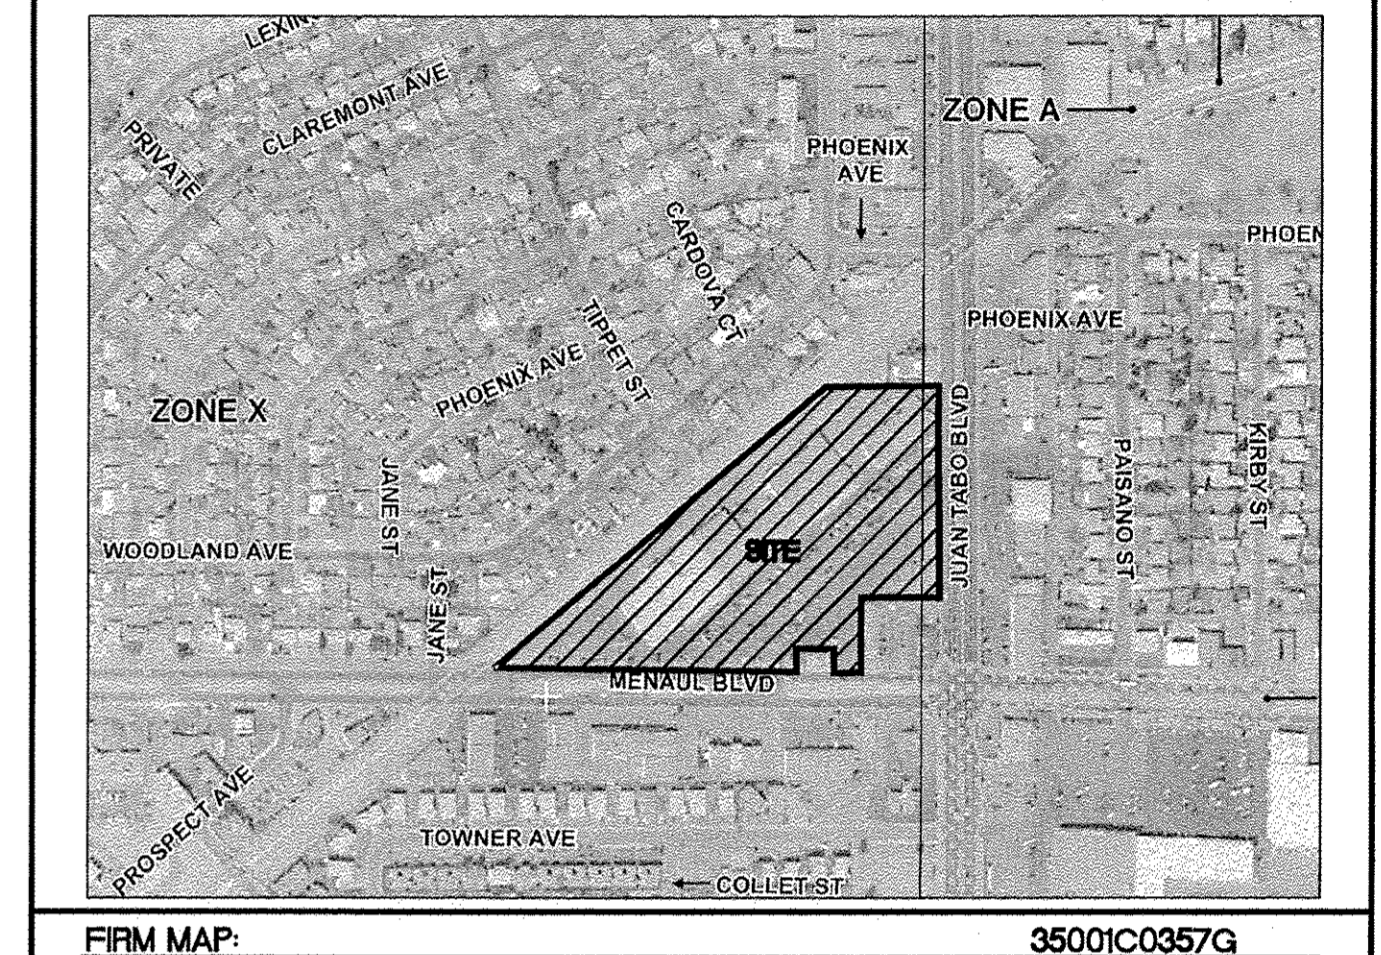 LEXIN
CLAREMONT AVE
PRIVATE
ZONE A
PHOENIX
AVE
CARDOVA CT
PHOEN
PHOENIX AVE
TIPPET ST
PHOENIX AVE
ZONE X
JUAN TABO BLVD
PAISANO ST
KIRBY ST
JANE ST
WOODLAND AVE
SITE
JANE ST
MENAUL BLVD
PROSPECT AVE
TOWNER AVE
COLLET ST
FIRM MAP:
35001C0357G